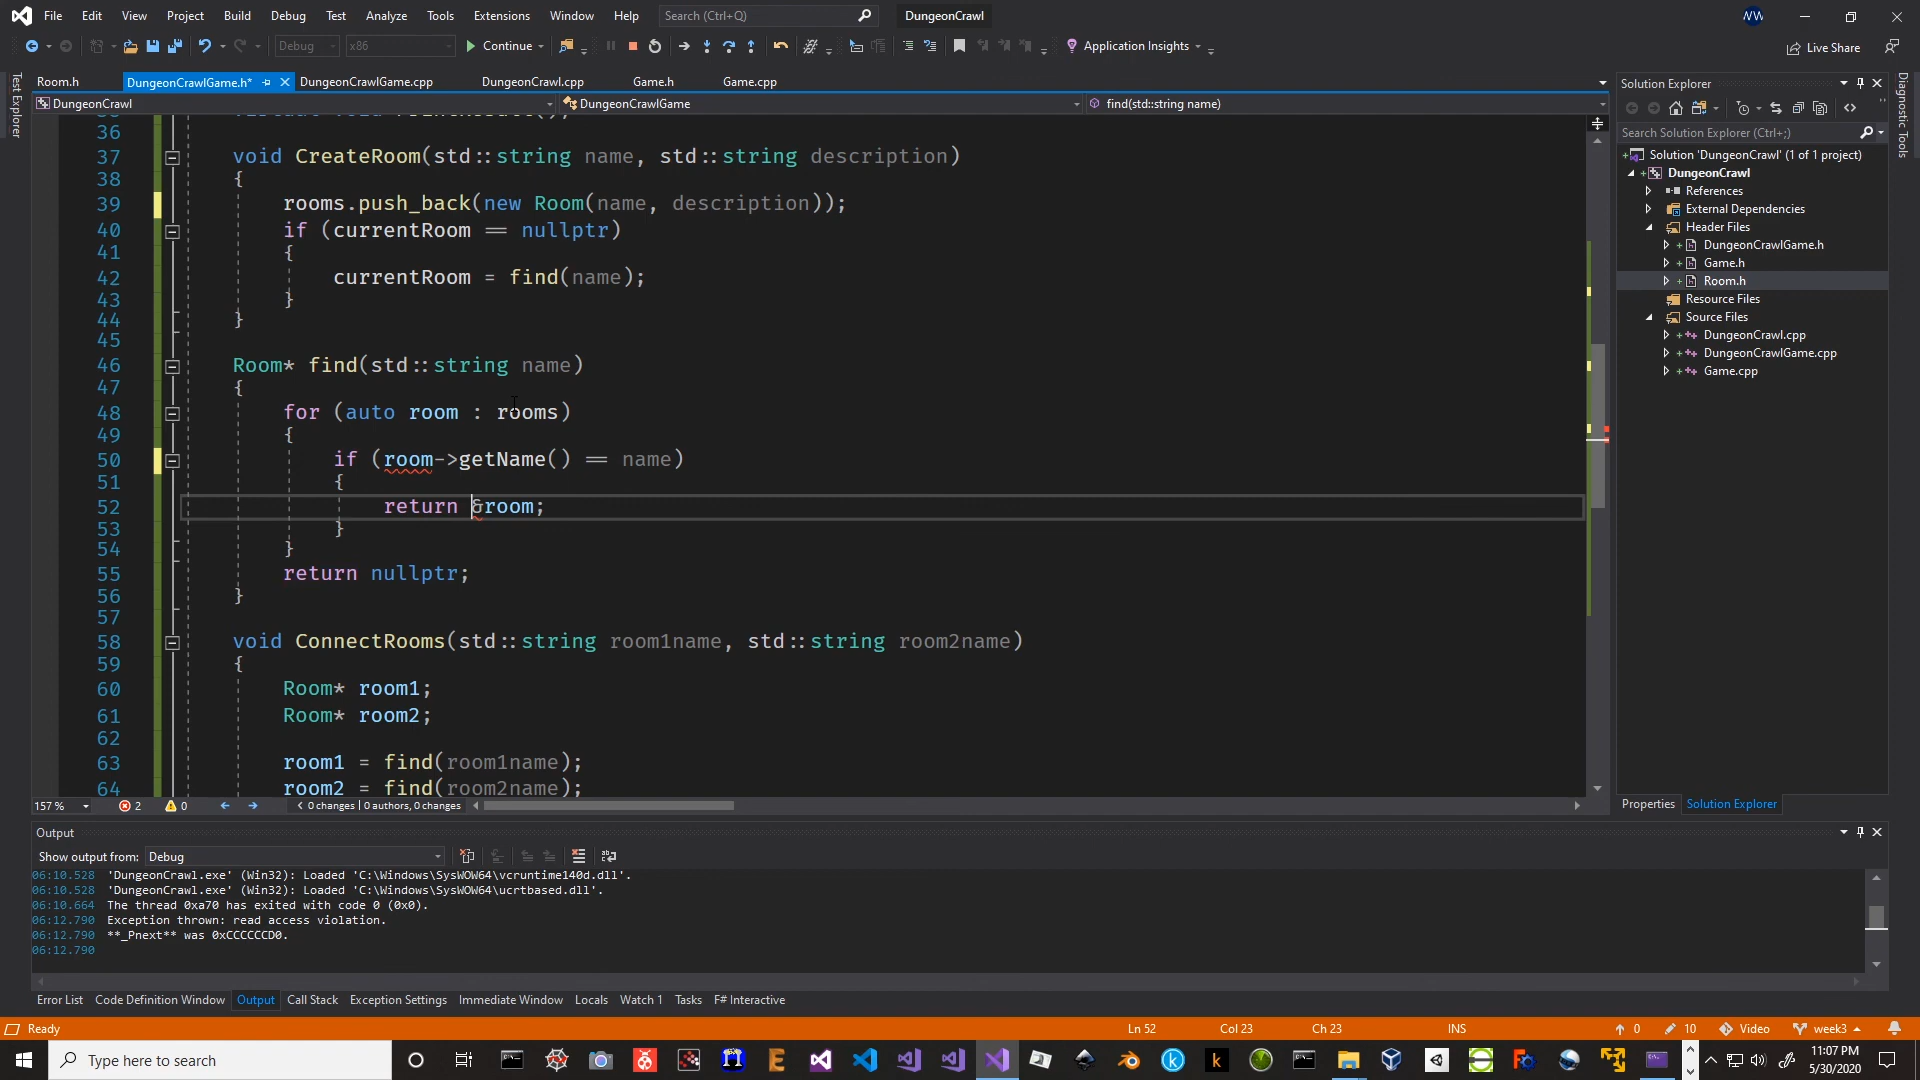 File Edit View Project Build Debug Test Analyze Tools Extensions Window Help Search (Ctrl+Q) DungeonCrawl WW
Debug x86 Continue Application Insights Live Share
Room.h DungeonCrawlGame.h* DungeonCrawlGame.cpp DungeonCrawl.cpp Game.h Game.cpp
DungeonCrawl DungeonCrawlGame find(std::string name)
36
37 void CreateRoom(std::string name, std::string description)
38 {
39 rooms.push_back(new Room(name, description));
40 if (currentRoom == nullptr)
41 {
42 currentRoom = find(name);
43 }
44 }
45
46 Room* find(std::string name)
47 {
48 for (auto room : rooms)
49 {
50 if (room->getName() == name)
51 {
52 return &room;
53 }
54 }
55 return nullptr;
56 }
57
58 void ConnectRooms(std::string room1name, std::string room2name)
59 {
60 Room* room1;
61 Room* room2;
62
63 room1 = find(room1name);
64 room2 = find(room2name);
157 % 2 0 0 changes | 0 authors, 0 changes
Test Explorer
Solution Explorer
Search Solution Explorer (Ctrl+;)
Solution 'DungeonCrawl' (1 of 1 project)
DungeonCrawl
References
External Dependencies
Header Files
DungeonCrawlGame.h
Game.h
Room.h
Resource Files
Source Files
DungeonCrawl.cpp
DungeonCrawlGame.cpp
Game.cpp
Properties Solution Explorer
Diagnostic Tools
Output
Show output from: Debug
06:10.528 'DungeonCrawl.exe' (Win32): Loaded 'C:\Windows\SysWOW64\vcruntime140d.dll'.
06:10.528 'DungeonCrawl.exe' (Win32): Loaded 'C:\Windows\SysWOW64\ucrtbased.dll'.
06:10.664 The thread 0xa70 has exited with code 0 (0x0).
06:12.790 Exception thrown: read access violation.
06:12.790 **_Pnext** was 0xCCCCCCD0.
06:12.790
Error List Code Definition Window Output Call Stack Exception Settings Immediate Window Locals Watch 1 Tasks F# Interactive
Ready Ln 52 Col 23 Ch 23 INS 0 10 Video week3
Type here to search 11:07 PM
5/30/2020